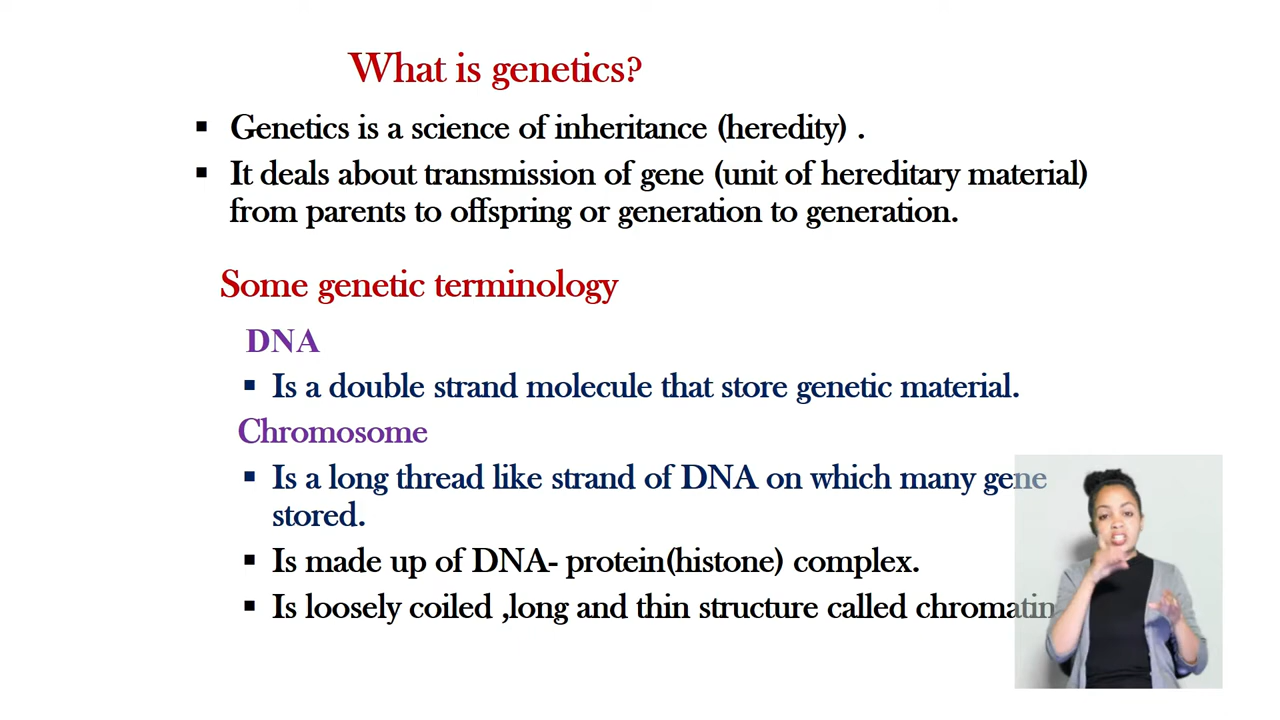 What is genetics?
▪ Genetics is a science of inheritance (heredity) .
▪ It deals about transmission of gene (unit of hereditary material)
from parents to offspring or generation to generation.
Some genetic terminology
DNA
▪ Is a double strand molecule that store genetic material.
Chromosome
▪ Is a long thread like strand of DNA on which many gene
stored.
▪ Is made up of DNA- protein(histone) complex.
▪ Is loosely coiled ,long and thin structure called chromatin